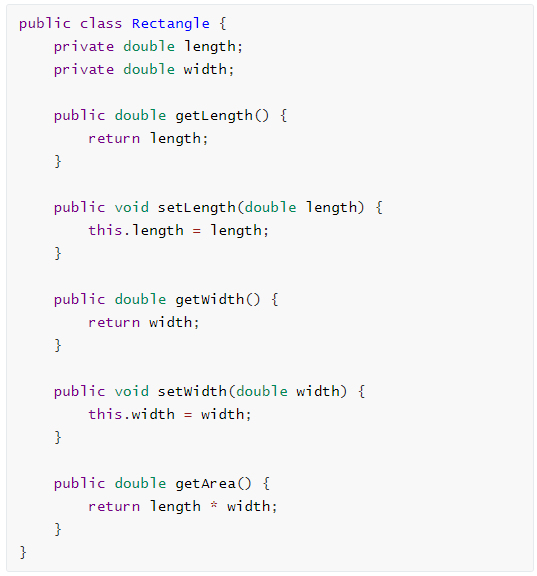 public class Rectangle {
    private double length;
    private double width;

    public double getLength() {
        return length;
    }

    public void setLength(double length) {
        this.length = length;
    }

    public double getWidth() {
        return width;
    }

    public void setWidth(double width) {
        this.width = width;
    }

    public double getArea() {
        return length * width;
    }
}